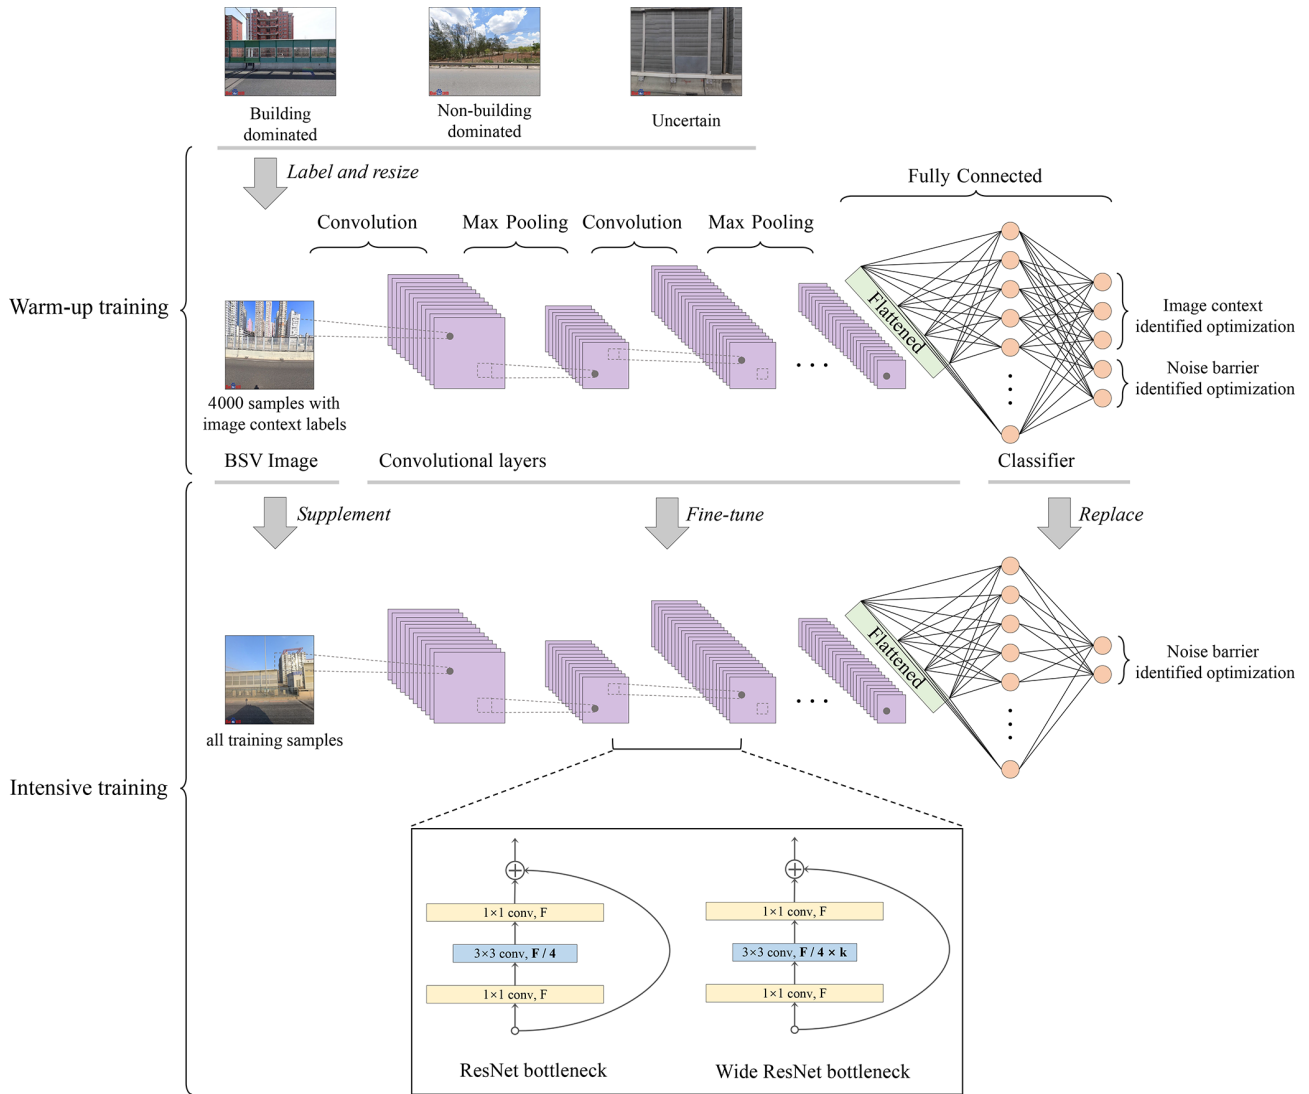 Building
dominated
Non-building
dominated
Uncertain
Label and resize
Fully Connected
Convolution
Max Pooling
Convolution
Max Pooling
Warm-up training
Flattened
Image context
identified optimization
Noise barrier
identified optimization
4000 samples with
image context labels
BSV Image
Convolutional layers
Classifier
Supplement
Fine-tune
Replace
Flattened
Noise barrier
identified optimization
all training samples
Intensive training
1×1 conv, F
3×3 conv, F / 4
1×1 conv, F
ResNet bottleneck
1×1 conv, F
3×3 conv, F / 4 × k
1×1 conv, F
Wide ResNet bottleneck